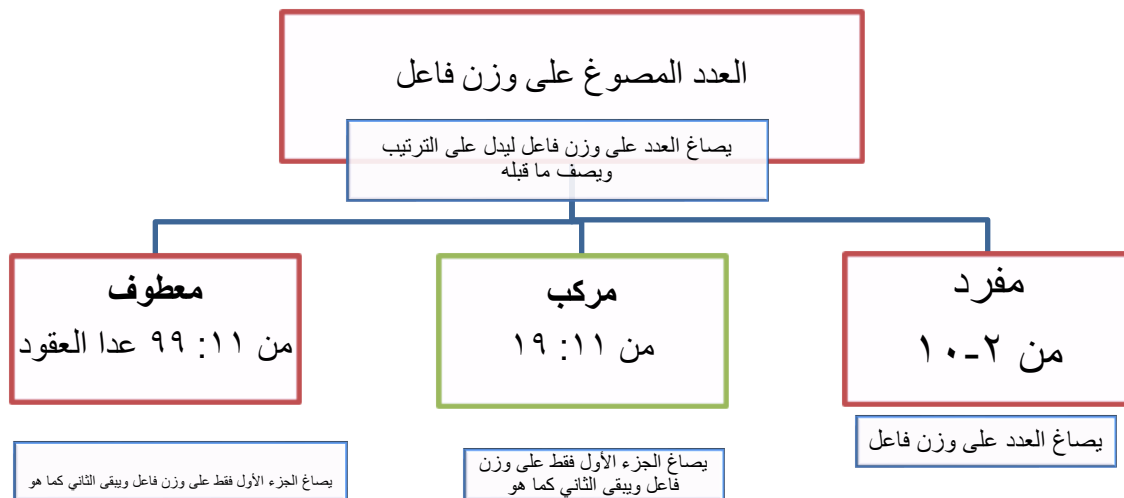 العدد المصوغ على وزن فاعل
يصاغ العدد على وزن فاعل ليدل على الترتيب
ويصف ما قبله
مفرد
من ٢-١٠
يصاغ العدد على وزن فاعل
مركب
من ١١: ١٩
يصاغ الجزء الأول فقط على وزن
فاعل ويبقى الثاني كما هو
معطوف
من ١١: ٩٩ عدا العقود
يصاغ الجزء الأول فقط على وزن فاعل ويبقى الثاني كما هو